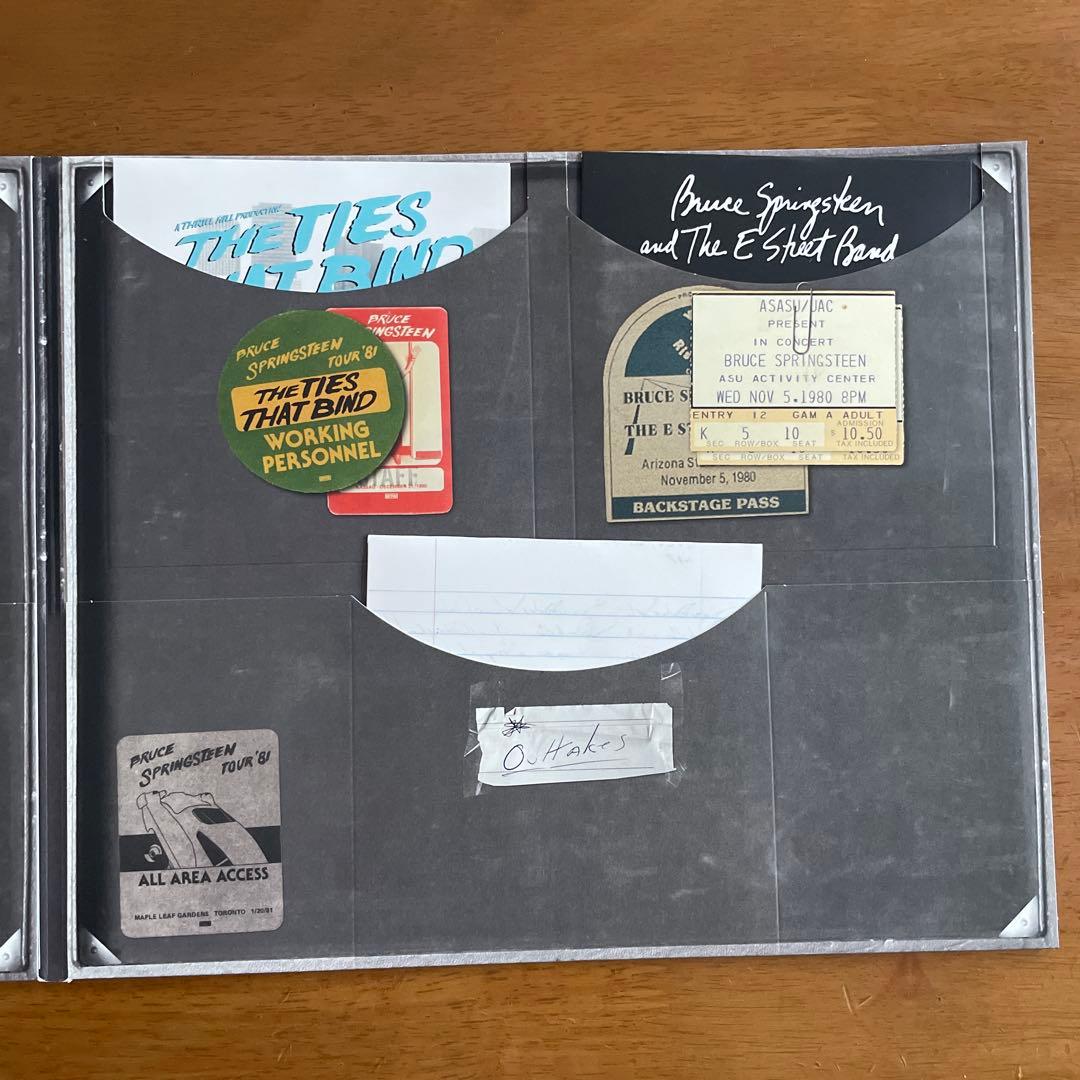 A THRILL HILL PRODUCTION
THE TIES
THAT BIND
Bruce Springsteen
and The E Street Band
BRUCE
SPRINGSTEEN
TOUR '81
THE TIES
THAT BIND
WORKING
PERSONNEL
BRUCE
SPRINGSTEEN
STAFF
ASASU/UAC
PRESENT
IN CONCERT
BRUCE SPRINGSTEEN
ASU ACTIVITY CENTER
WED NOV 5.1980 8PM
ENTRY 12 GAM A ADULT
ADMISSION
K 5 10 $ 10.50
SEC ROW/BOX SEAT TAX INCLUDED
SEC ROW/BOX SEAT TAX INCLUDED
BRUCE S
THE E S
Arizona St
November 5, 1980
BACKSTAGE PASS
Outakes
BRUCE
SPRINGSTEEN
TOUR '81
ALL AREA ACCESS
MAPLE LEAF GARDENS TORONTO 1/20/81